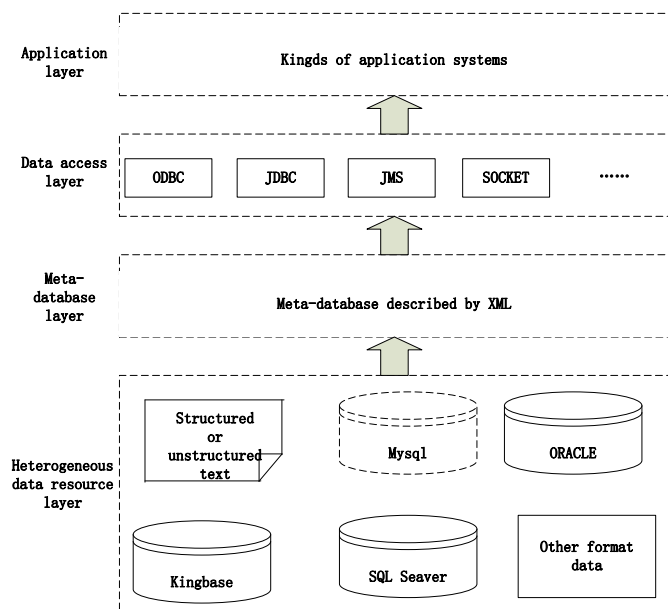 Application
layer
Kingds of application systems
Data access
layer
ODBC
JDBC
JMS
SOCKET
……
Meta-
database
layer
Meta-database described by XML
Heterogeneous
data resource
layer
Structured
or
unstructured
text
Mysql
ORACLE
Kingbase
SQL Seaver
Other format
data